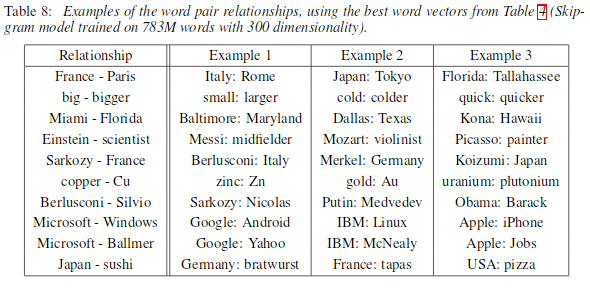 Table 8: Examples of the word pair relationships, using the best word vectors from Table 4 (Skip-
gram model trained on 783M words with 300 dimensionality).
Relationship Example 1 Example 2 Example 3
France - Paris Italy: Rome Japan: Tokyo Florida: Tallahassee
big - bigger small: larger cold: colder quick: quicker
Miami - Florida Baltimore: Maryland Dallas: Texas Kona: Hawaii
Einstein - scientist Messi: midfielder Mozart: violinist Picasso: painter
Sarkozy - France Berlusconi: Italy Merkel: Germany Koizumi: Japan
copper - Cu zinc: Zn gold: Au uranium: plutonium
Berlusconi - Silvio Sarkozy: Nicolas Putin: Medvedev Obama: Barack
Microsoft - Windows Google: Android IBM: Linux Apple: iPhone
Microsoft - Ballmer Google: Yahoo IBM: McNealy Apple: Jobs
Japan - sushi Germany: bratwurst France: tapas USA: pizza